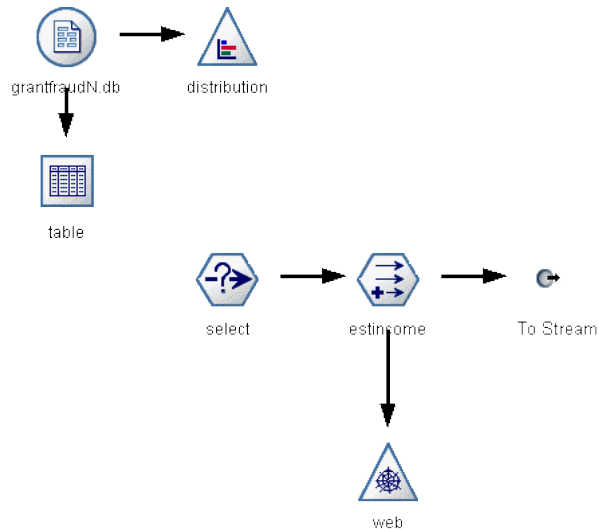 grantfraudN.db
distribution
table
select
estincome
To Stream
web